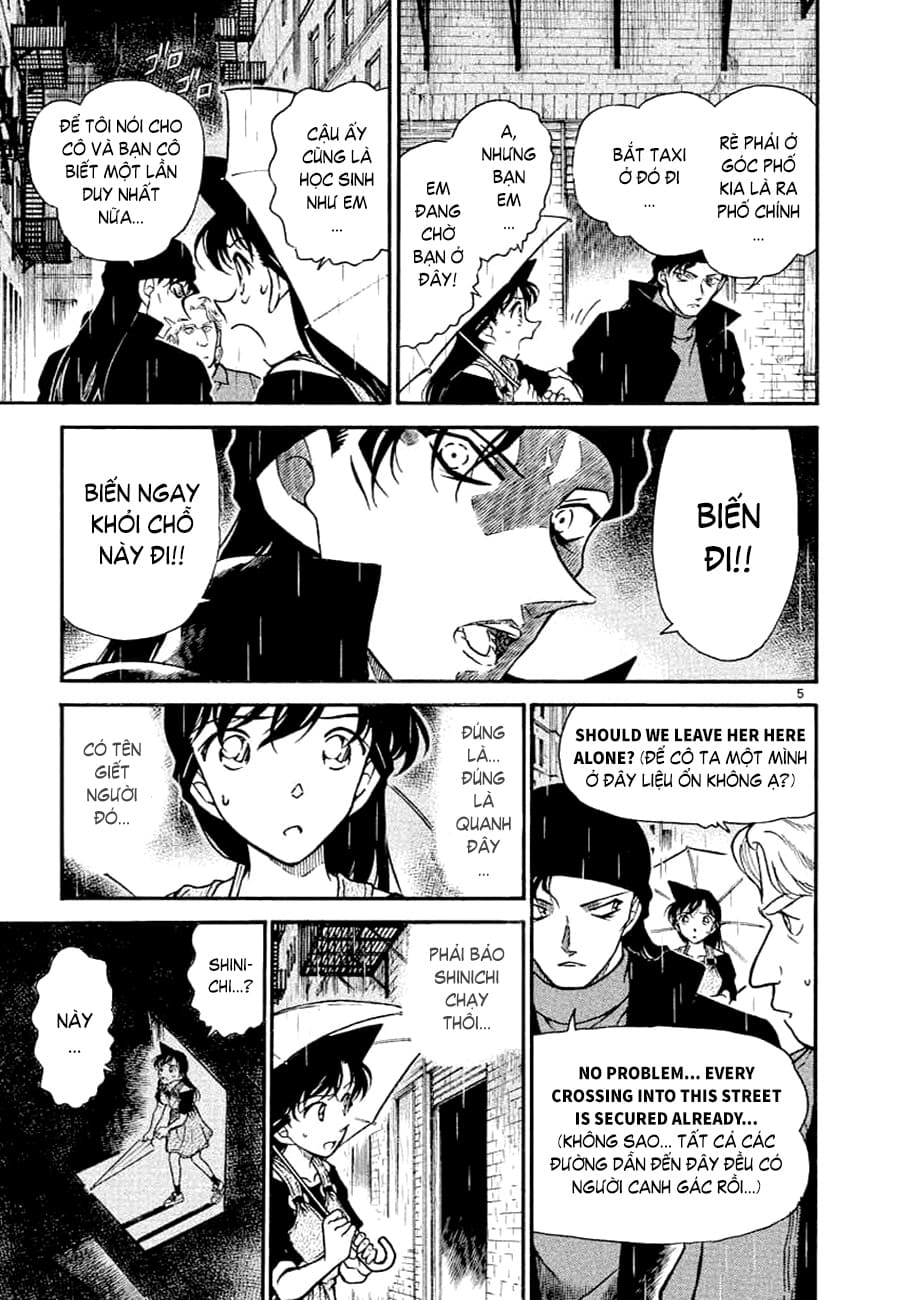 RẼ PHẢI Ở
GÓC PHỐ
KIA LÀ RA
PHỐ CHÍNH
...
BẮT TAXI
Ở ĐÓ ĐI
...
A,
NHƯNG
BẠN EM
...
EM
ĐANG
CHỜ
BẠN Ở
ĐÂY!
CẬU ẤY
CŨNG LÀ
HỌC SINH
NHƯ EM
...
ĐỂ TÔI NÓI CHO
CÔ VÀ BẠN CÔ
BIẾT MỘT LẦN
DUY NHẤT
NỮA...
ゴロ
ゴロ
BIẾN
ĐI!!
BIẾN NGAY
KHỎI CHỖ
NÀY ĐI!!
5
SHOULD WE LEAVE HER HERE
ALONE? (ĐỂ CÔ TA MỘT MÌNH
Ở ĐÂY LIỆU ỔN KHÔNG Ạ?)
NO PROBLEM... EVERY
CROSSING INTO THIS STREET
IS SECURED ALREADY...
(KHÔNG SAO... TẤT CẢ CÁC
ĐƯỜNG DẪN ĐẾN ĐÂY ĐỀU CÓ
NGƯỜI CANH GÁC RỒI...)
ĐÚNG
LÀ...
ĐÚNG
LÀ
QUANH
ĐÂY
...
CÓ TÊN
GIẾT
NGƯỜI
ĐÓ...
PHẢI BẢO
SHINICHI
CHẠY
THÔI...
SHINI-
CHI...?
NÀY
...